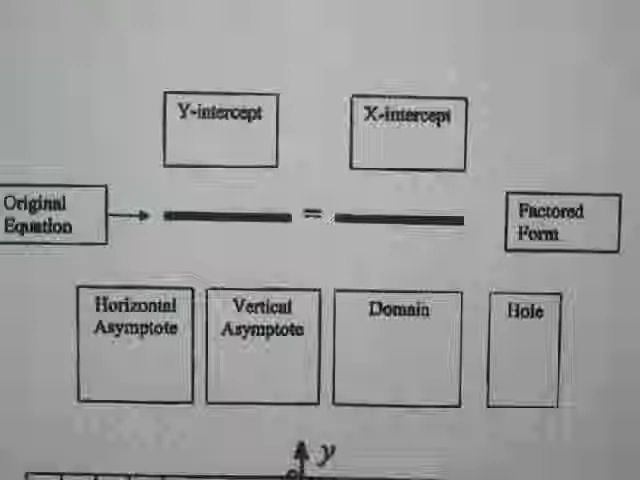 Y-intercept
X-intercept
Original
Equation
=
Factored
Form
Horizontal
Asymptote
Vertical
Asymptote
Domain
Hole
y